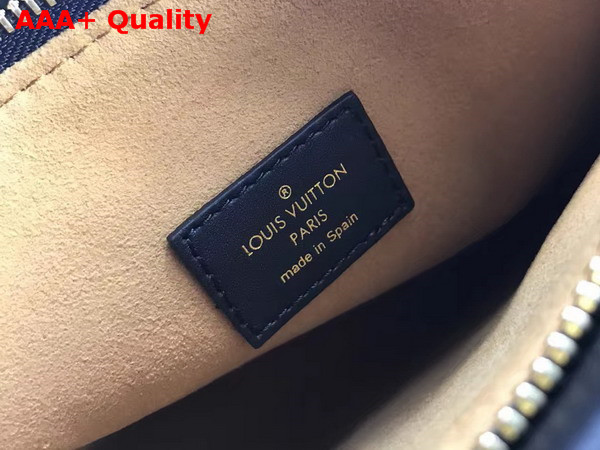 AAA+ Quality
®
LOUIS VUITTON
PARIS
made in Spain